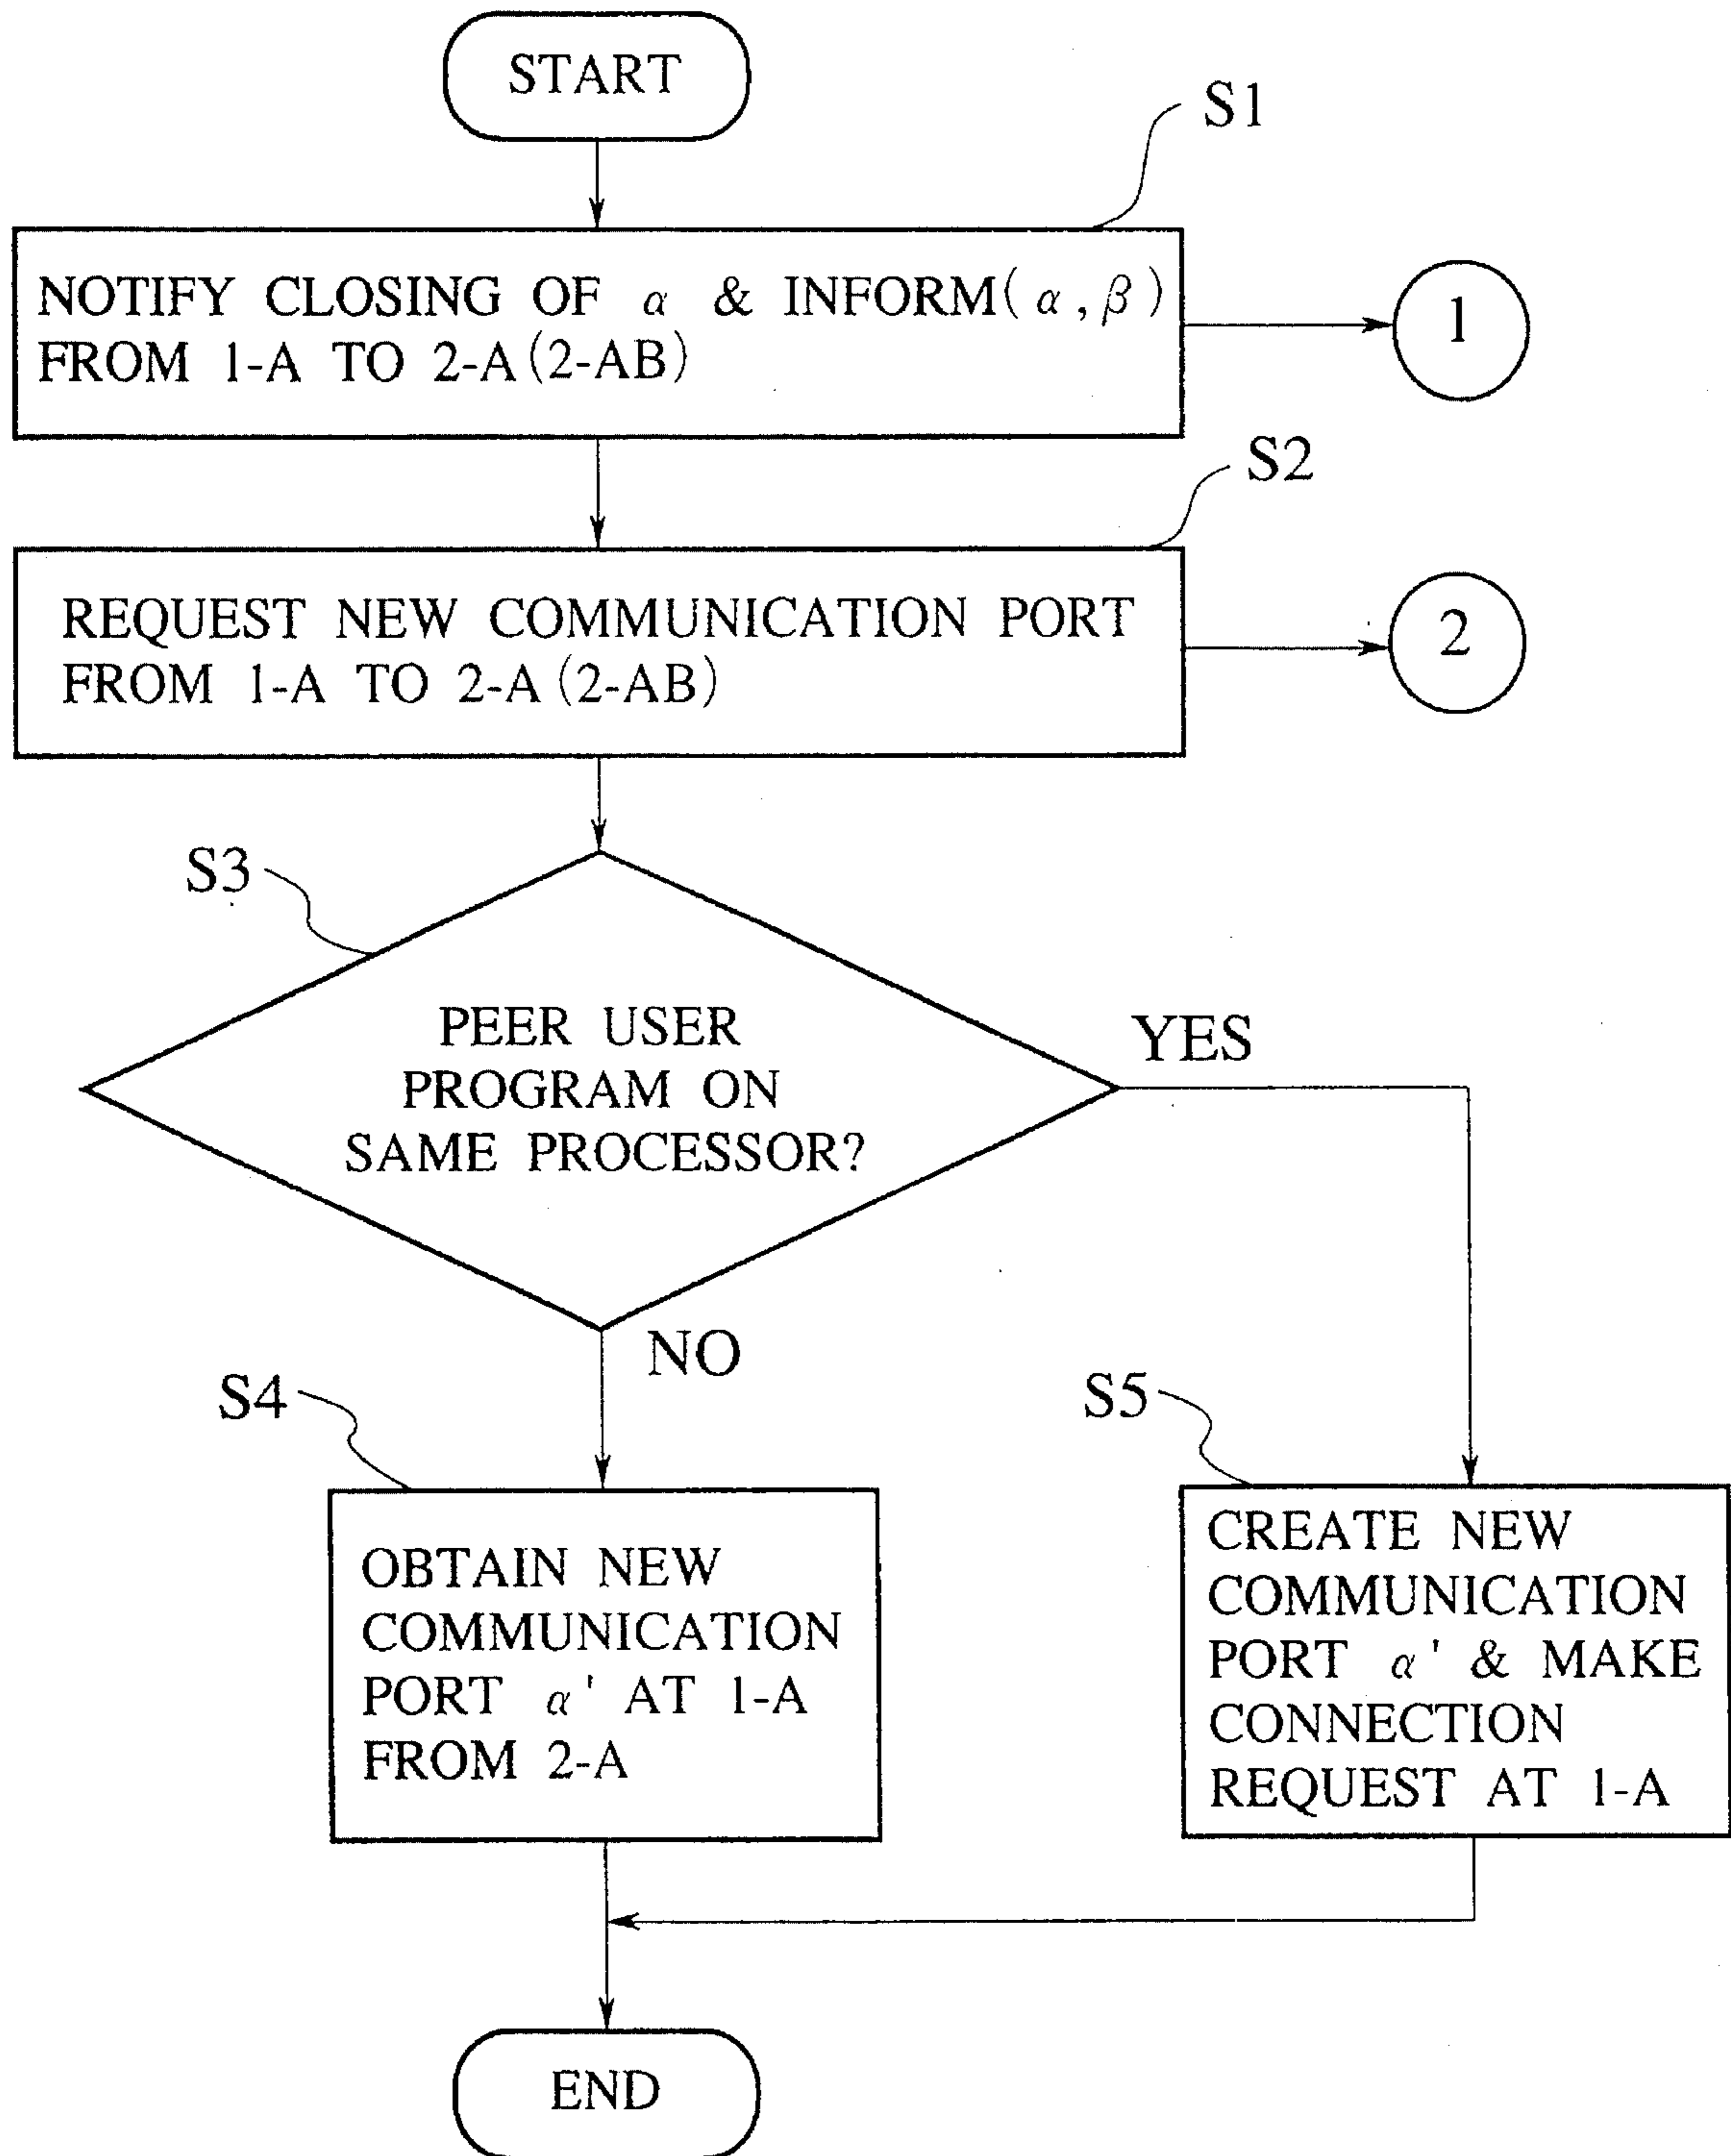 START
S1
NOTIFY CLOSING OF α & INFORM(α,β)
FROM 1-A TO 2-A(2-AB)
1
S2
REQUEST NEW COMMUNICATION PORT
FROM 1-A TO 2-A(2-AB)
2
S3
PEER USER
PROGRAM ON
SAME PROCESSOR?
YES
NO
S4
OBTAIN NEW
COMMUNICATION
PORT α' AT 1-A
FROM 2-A
S5
CREATE NEW
COMMUNICATION
PORT α' & MAKE
CONNECTION
REQUEST AT 1-A
END